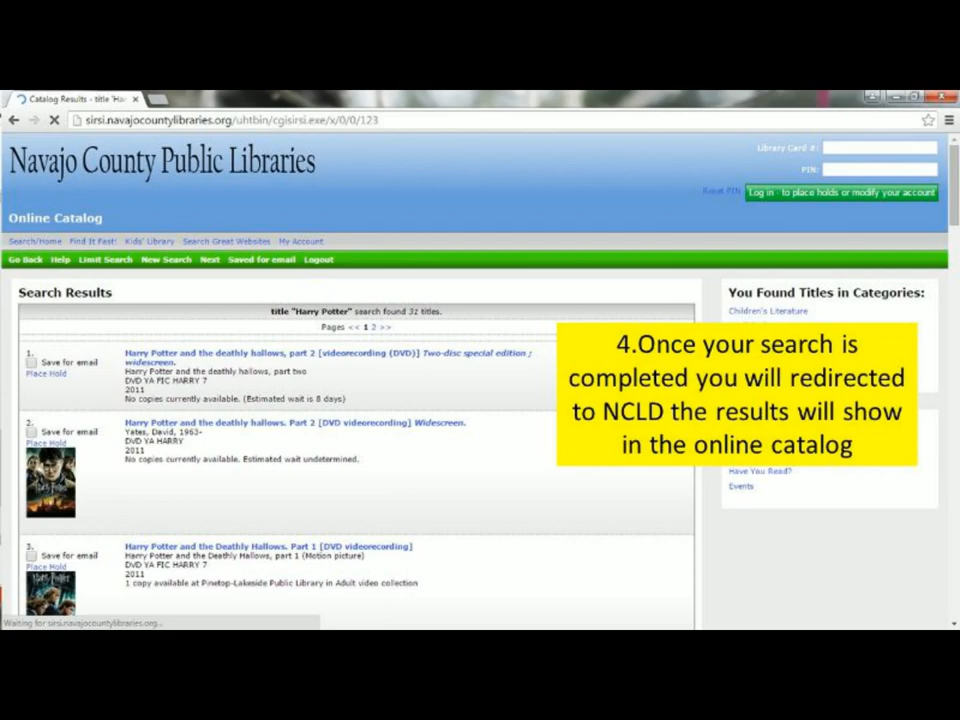 Catalog Results - title 'Ha
sirsi.navajocountylibraries.org/uhtbin/cgisirsi.exe/x/0/0/123
Navajo County Public Libraries
Library Card #:
PIN:
Reset PIN Log in - to place holds or modify your account
Online Catalog
Search/Home Find It Fast! Kids' Library Search Great Websites My Account
Go Back Help Limit Search New Search Next Saved for email Logout
Search Results
title "Harry Potter" search found 31 titles.
Pages << 1 2 >>
1.
Save for email
Place Hold
Harry Potter and the deathly hallows, part 2 [videorecording (DVD)] Two-disc special edition ;
widescreen.
Harry Potter and the deathly hallows, part two
DVD YA FIC HARRY 7
2011
No copies currently available. (Estimated wait is 8 days)
2.
Save for email
Place Hold
Harry Potter and the deathly hallows. Part 2 [DVD videorecording] Widescreen.
Yates, David, 1963-
DVD YA HARRY
2011
No copies currently available. Estimated wait undetermined.
3.
Save for email
Place Hold
Harry Potter and the Deathly Hallows. Part 1 [DVD videorecording]
Harry Potter and the Deathly Hallows, part 1 (Motion picture)
DVD YA FIC HARRY 7
2011
1 copy available at Pinetop-Lakeside Public Library in Adult video collection
You Found Titles in Categories:
Children's Literature
4.Once your search is
completed you will redirected
to NCLD the results will show
in the online catalog
Have You Read?
Events
Waiting for sirsi.navajocountylibraries.org...